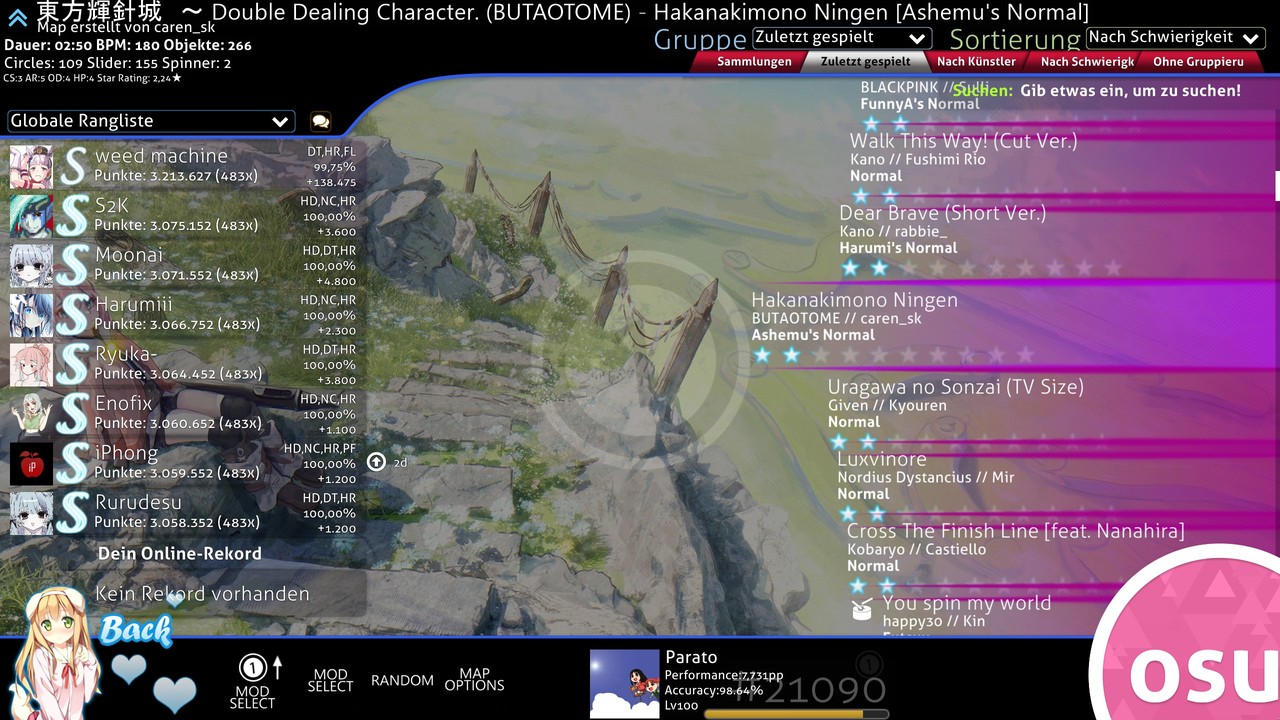 東方輝針城 ～ Double Dealing Character. (BUTAOTOME) - Hakanakimono Ningen [Ashemu's Normal]
Map erstellt von caren_sk
Dauer: 02:50 BPM: 180 Objekte: 266
Circles: 109 Slider: 155 Spinner: 2
CS:3 AR:5 OD:4 HP:4 Star Rating: 2,24★
Gruppe Zuletzt gespielt
Sortierung Nach Schwierigkeit
Sammlungen Zuletzt gespielt Nach Künstler Nach Schwierigk Ohne Gruppieru
Suchen: Gib etwas ein, um zu suchen!
Globale Rangliste
weed machine
Punkte: 3.213.627 (483x)
DT,HR,FL
99,75%
+138.475
S2K
Punkte: 3.075.152 (483x)
HD,NC,HR
100,00%
+3.600
Moonai
Punkte: 3.071.552 (483x)
HD,DT,HR
100,00%
+4.800
Harumiii
Punkte: 3.066.752 (483x)
HD,NC,HR
100,00%
+2.300
Ryuka-
Punkte: 3.064.452 (483x)
HD,DT,HR
100,00%
+3.800
Enofix
Punkte: 3.060.652 (483x)
HD,NC,HR
100,00%
+1.100
iPhong
Punkte: 3.059.552 (483x)
HD,NC,HR,PF
100,00%
+1.200
2d
Rurudesu
Punkte: 3.058.352 (483x)
HD,DT,HR
100,00%
+1.200
Dein Online-Rekord
Kein Rekord vorhanden
BLACKPINK //
FunnyA's Normal
Walk This Way! (Cut Ver.)
Kano // Fushimi Rio
Normal
Dear Brave (Short Ver.)
Kano // rabbie_
Harumi's Normal
Hakanakimono Ningen
BUTAOTOME // caren_sk
Ashemu's Normal
Uragawa no Sonzai (TV Size)
Given // Kyouren
Normal
Luxvinore
Nordius Dystancius // Mir
Normal
Cross The Finish Line [feat. Nanahira]
Kobaryo // Castiello
Normal
You spin my world
happy30 // Kin
Back
1
MOD
SELECT
MOD
SELECT
RANDOM
MAP
OPTIONS
Parato
Performance:7.731pp
Accuracy:98.64%
Lv100
#21090
OSU